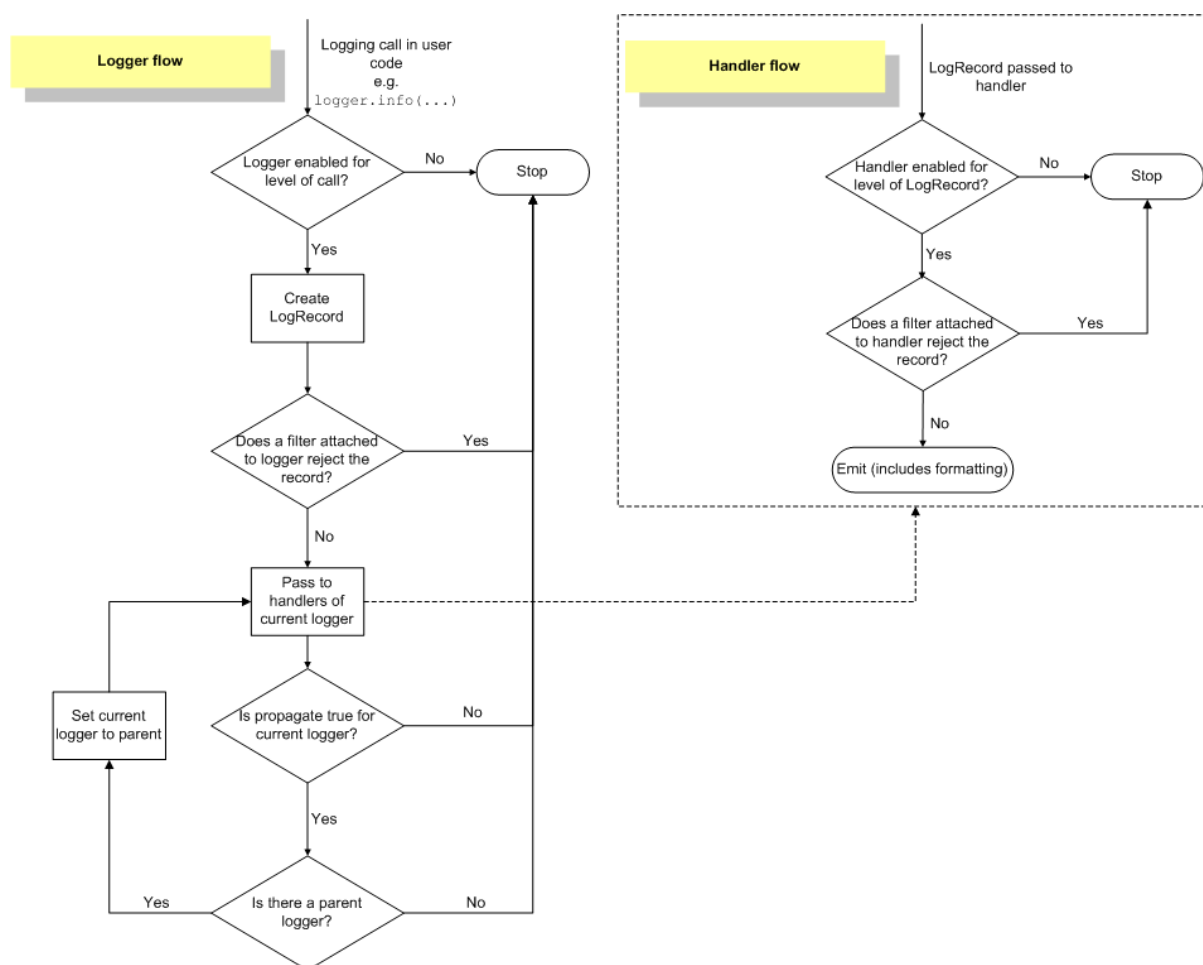 Logger flow
Logging call in user
code
e.g.
logger.info(...)
Logger enabled for
level of call?
No
Stop
Yes
Create
LogRecord
Does a filter attached
to logger reject the
record?
Yes
No
Pass to
handlers of
current logger
Set current
logger to parent
Is propagate true for
current logger?
No
Yes
Is there a parent
logger?
Yes
No
Handler flow
LogRecord passed to
handler
Handler enabled for
level of LogRecord?
No
Stop
Yes
Does a filter attached
to handler reject the
record?
Yes
No
Emit (includes formatting)